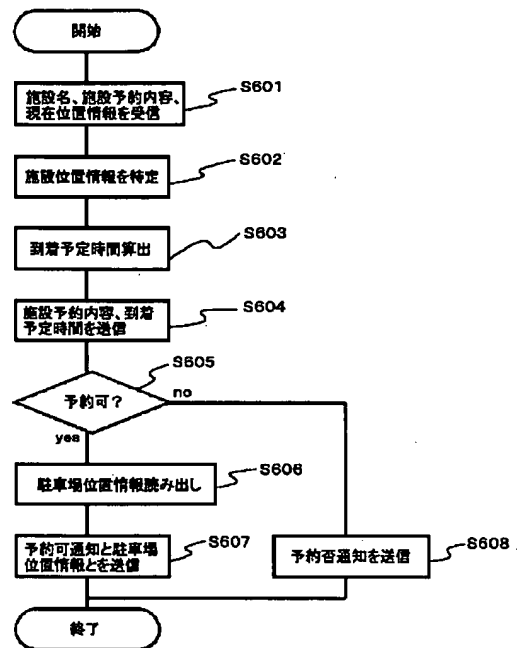 開始
施設名、施設予約内容、
現在位置情報を受信
S601
施設位置情報を特定
S602
到着予定時間算出
S603
施設予約内容、到着
予定時間を送信
S604
予約可?
S605
no
yes
駐車場位置情報読み出し
S606
予約可通知と駐車場
位置情報とを送信
S607
予約否通知を送信
S608
終了